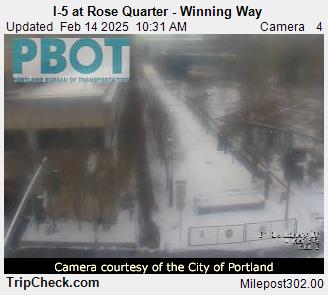 I-5 at Rose Quarter - Winning Way
Updated Feb 14 2025 10:31 AM Camera 4
PBOT
PORTLAND BUREAU OF TRANSPORTATION
Camera courtesy of the City of Portland
TripCheck.com Milepost302.00